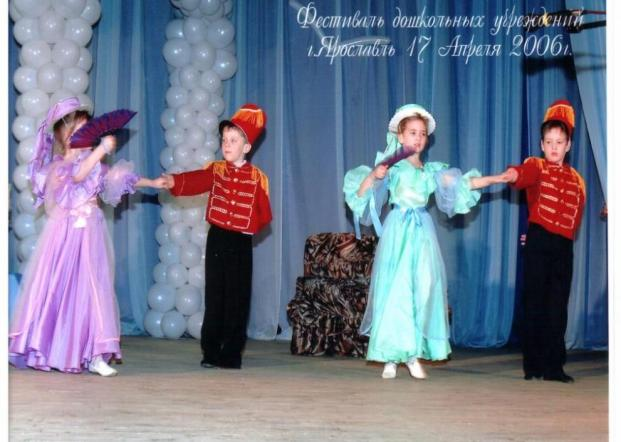 Фестиваль дошкольных учреждений
г.Ярославль 17 Апреля 2006г.